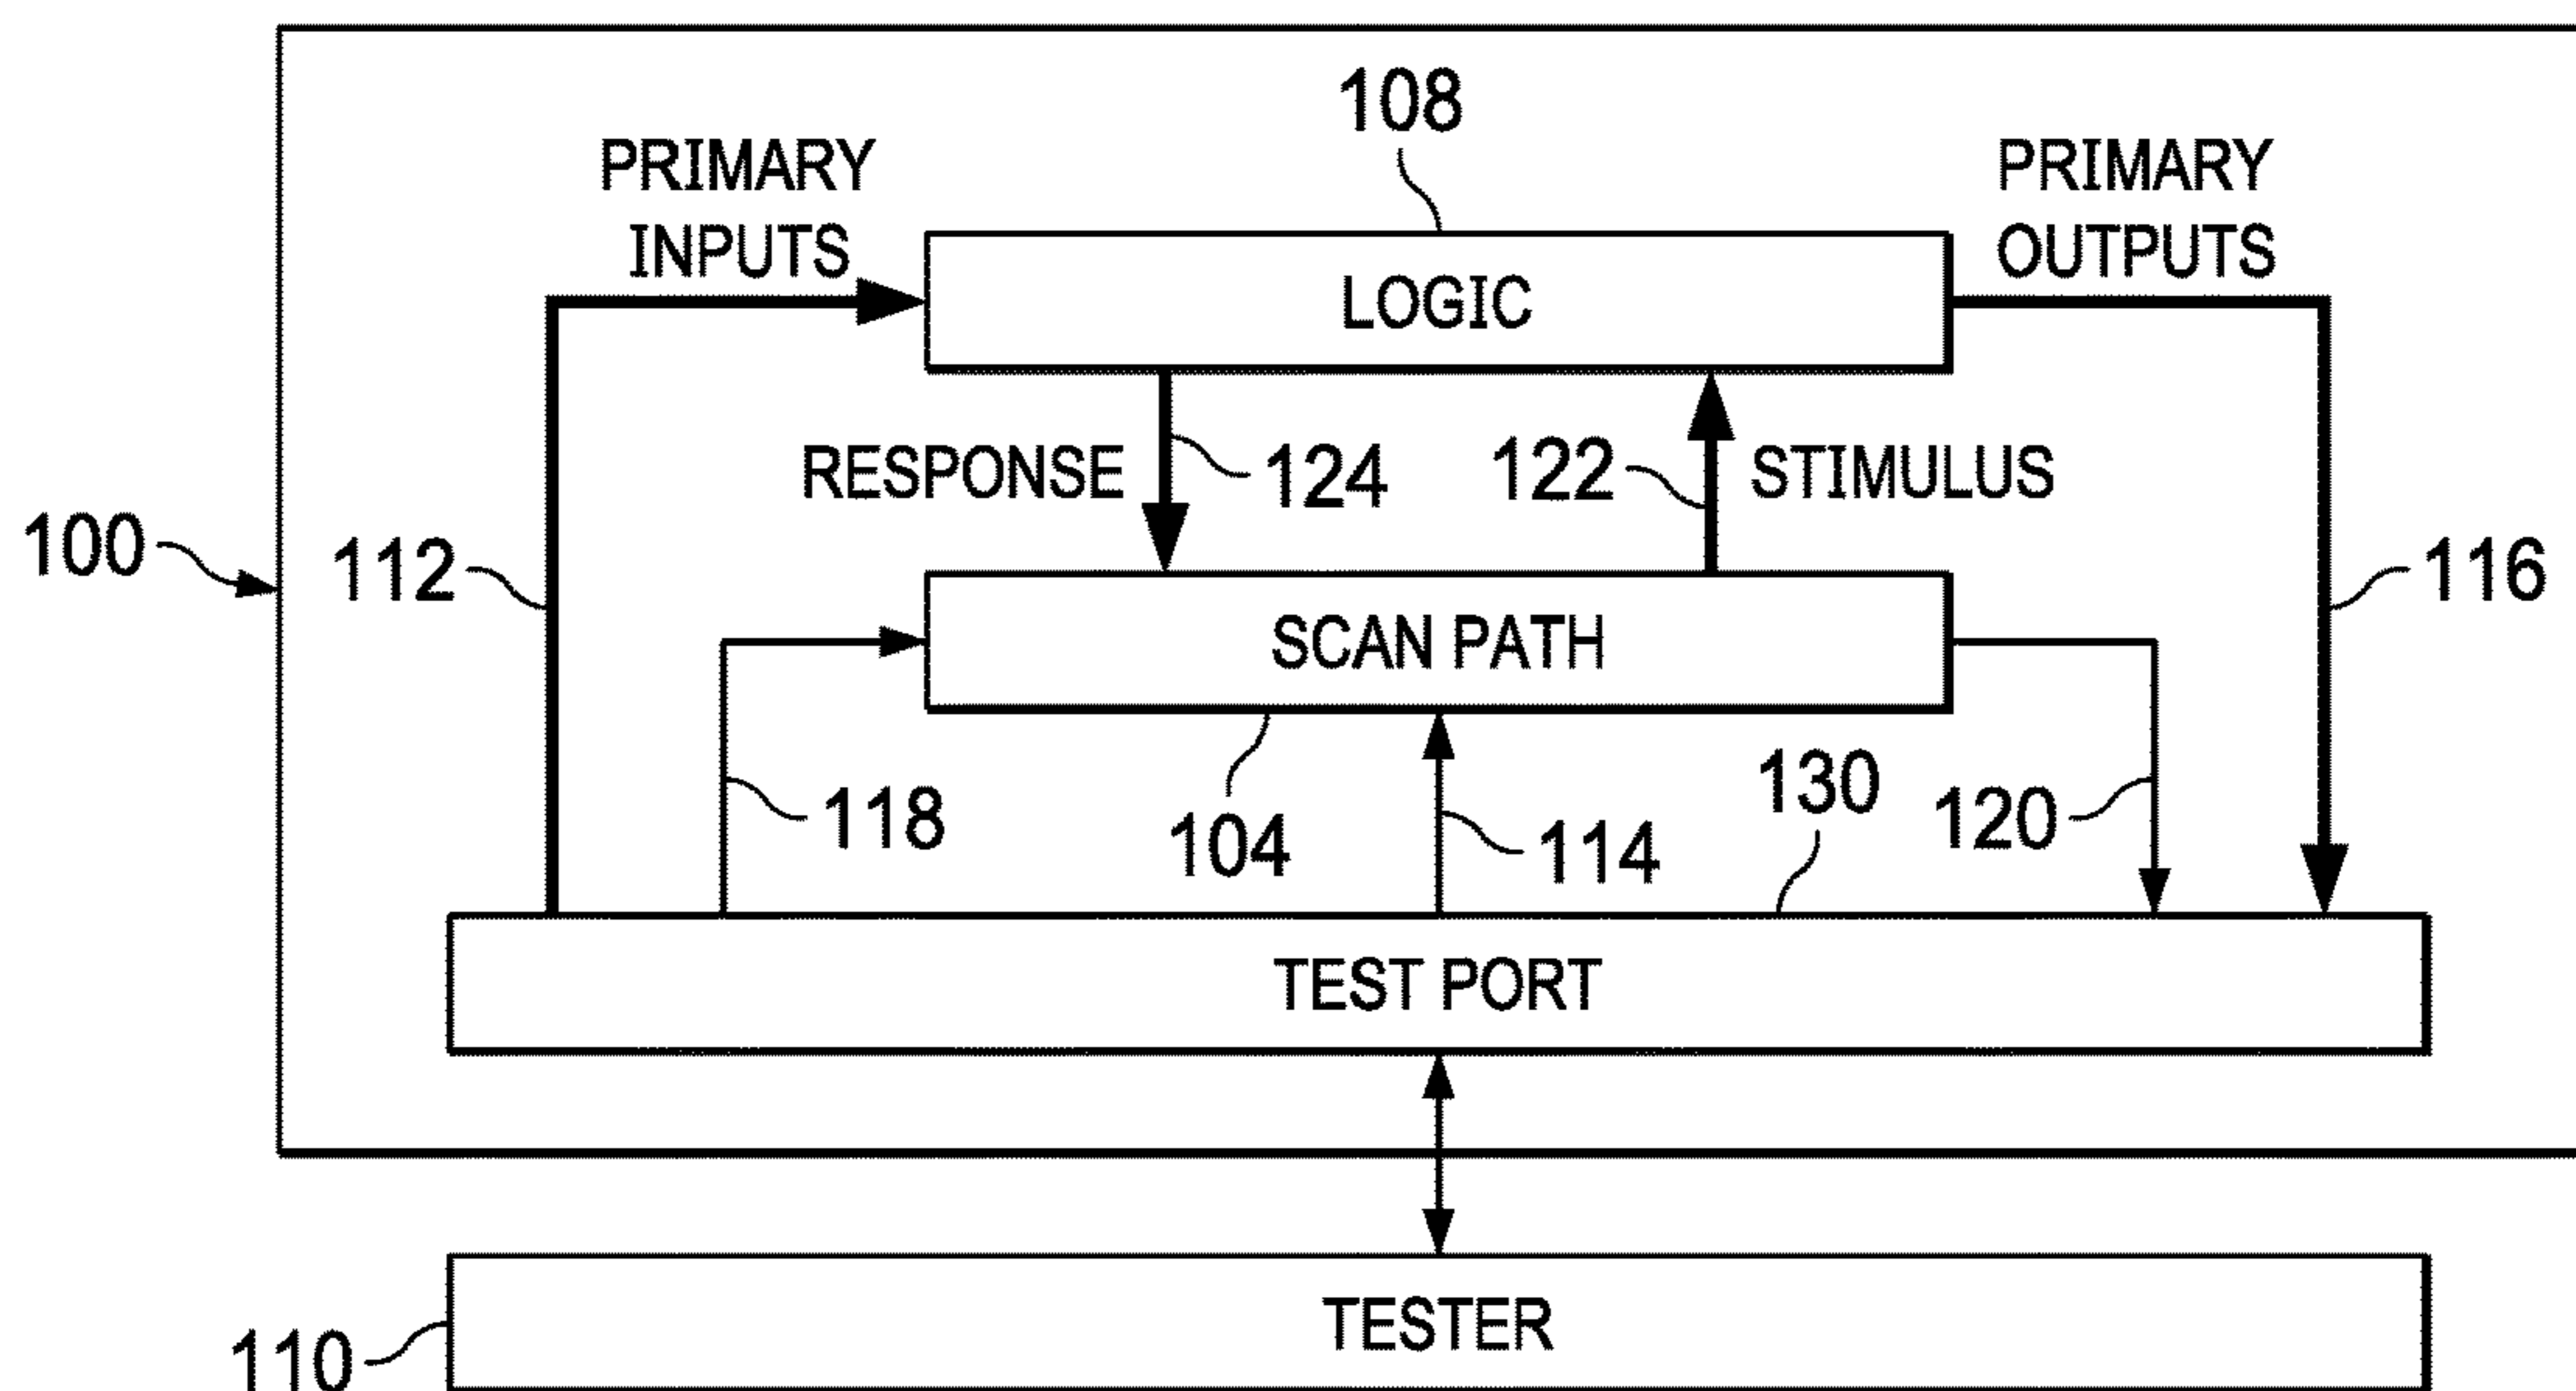 108
PRIMARY
INPUTS
PRIMARY
OUTPUTS
LOGIC
RESPONSE
124
122
STIMULUS
100
112
116
SCAN PATH
118
104
114
130
120
TEST PORT
TESTER
110